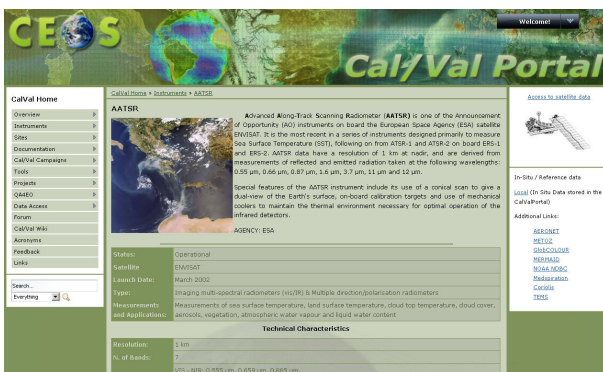 CEOS
Welcome!
Cal/Val Portal
CalVal Home
Overview
Instruments
Sites
Documentation
Cal/Val Campaigns
Tools
Projects
QA4EO
Data Access
Forum
Cal/Val Wiki
Acronyms
Feedback
Links
Search...
Everything
CalVal Home » Instruments » AATSR
AATSR
Advanced Along-Track Scanning Radiometer (AATSR) is one of the Announcement
of Opportunity (AO) instruments on board the European Space Agency (ESA) satellite
ENVISAT. It is the most recent in a series of instruments designed primarily to measure
Sea Surface Temperature (SST), following on from ATSR-1 and ATSR-2 on board ERS-1
and ERS-2. AATSR data have a resolution of 1 km at nadir, and are derived from
measurements of reflected and emitted radiation taken at the following wavelengths:
0.55 µm, 0.66 µm, 0.87 µm, 1.6 µm, 3.7 µm, 11 µm and 12 µm.
Special features of the AATSR instrument include its use of a conical scan to give a
dual-view of the Earth's surface, on-board calibration targets and use of mechanical
coolers to maintain the thermal environment necessary for optimal operation of the
infrared detectors.
AGENCY: ESA
Status: Operational
Satellite ENVISAT
Launch Date: March 2002
Type: Imaging multi-spectral radiometers (vis/IR) & Multiple direction/polarisation radiometers
Measurements and Applications: Measurements of sea surface temperature, land surface temperature, cloud top temperature, cloud cover,
aerosols, vegetation, atmospheric water vapour and liquid water content
Technical Characteristics
Resolution: 1 km
N. of Bands: 7
VIS - NIR: 0.555 µm, 0.659 µm, 0.865 µm
Access to satellite data
In-Situ / Reference data
Local (In Situ Data stored in the
CalValPortal)
Additional Links:
AERONET
METOZ
GlobCOLOUR
MERMAID
NOAA NDBC
Medspiration
Coriolis
TEMS